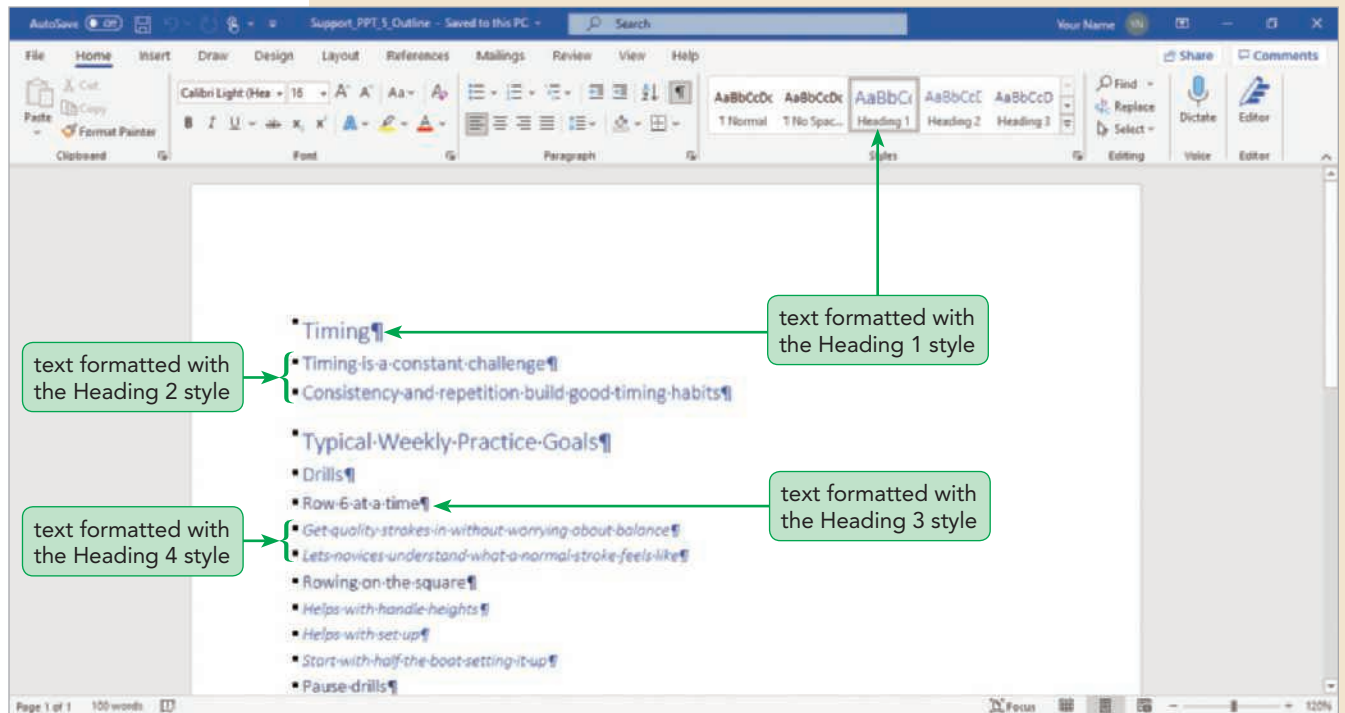 AutoSave Off Support_PPT_5_Outline - Saved to this PC Search Your Name YN
File Home Insert Draw Design Layout References Mailings Review View Help Share Comments
Paste Cut Copy Format Painter
Calibri Light (Hea 16 A A Aa A
B I U ab x x A A
AaBbCcDc AaBbCcDc AaBbC( AaBbCcC AaBbCcD
¶ Normal ¶ No Spac... Heading 1 Heading 2 Heading 3
Find Replace Select
Dictate Editor
Clipboard Font Paragraph Styles Editing Voice Editor
Timing¶
text formatted with
the Heading 1 style
text formatted with
the Heading 2 style
Timing·is·a·constant·challenge¶
Consistency·and·repetition·build·good·timing·habits¶
Typical·Weekly·Practice·Goals¶
Drills¶
Row·6·at·a·time¶
text formatted with
the Heading 3 style
text formatted with
the Heading 4 style
Get·quality·strokes·in·without·worrying·about·balance¶
Lets·novices·understand·what·a·normal·stroke·feels·like¶
Rowing·on·the·square¶
Helps·with·handle·heights¶
Helps·with·set·up¶
Start·with·half·the·boat·setting·it·up¶
Pause·drills¶
Page 1 of 1 100 words Focus 120%